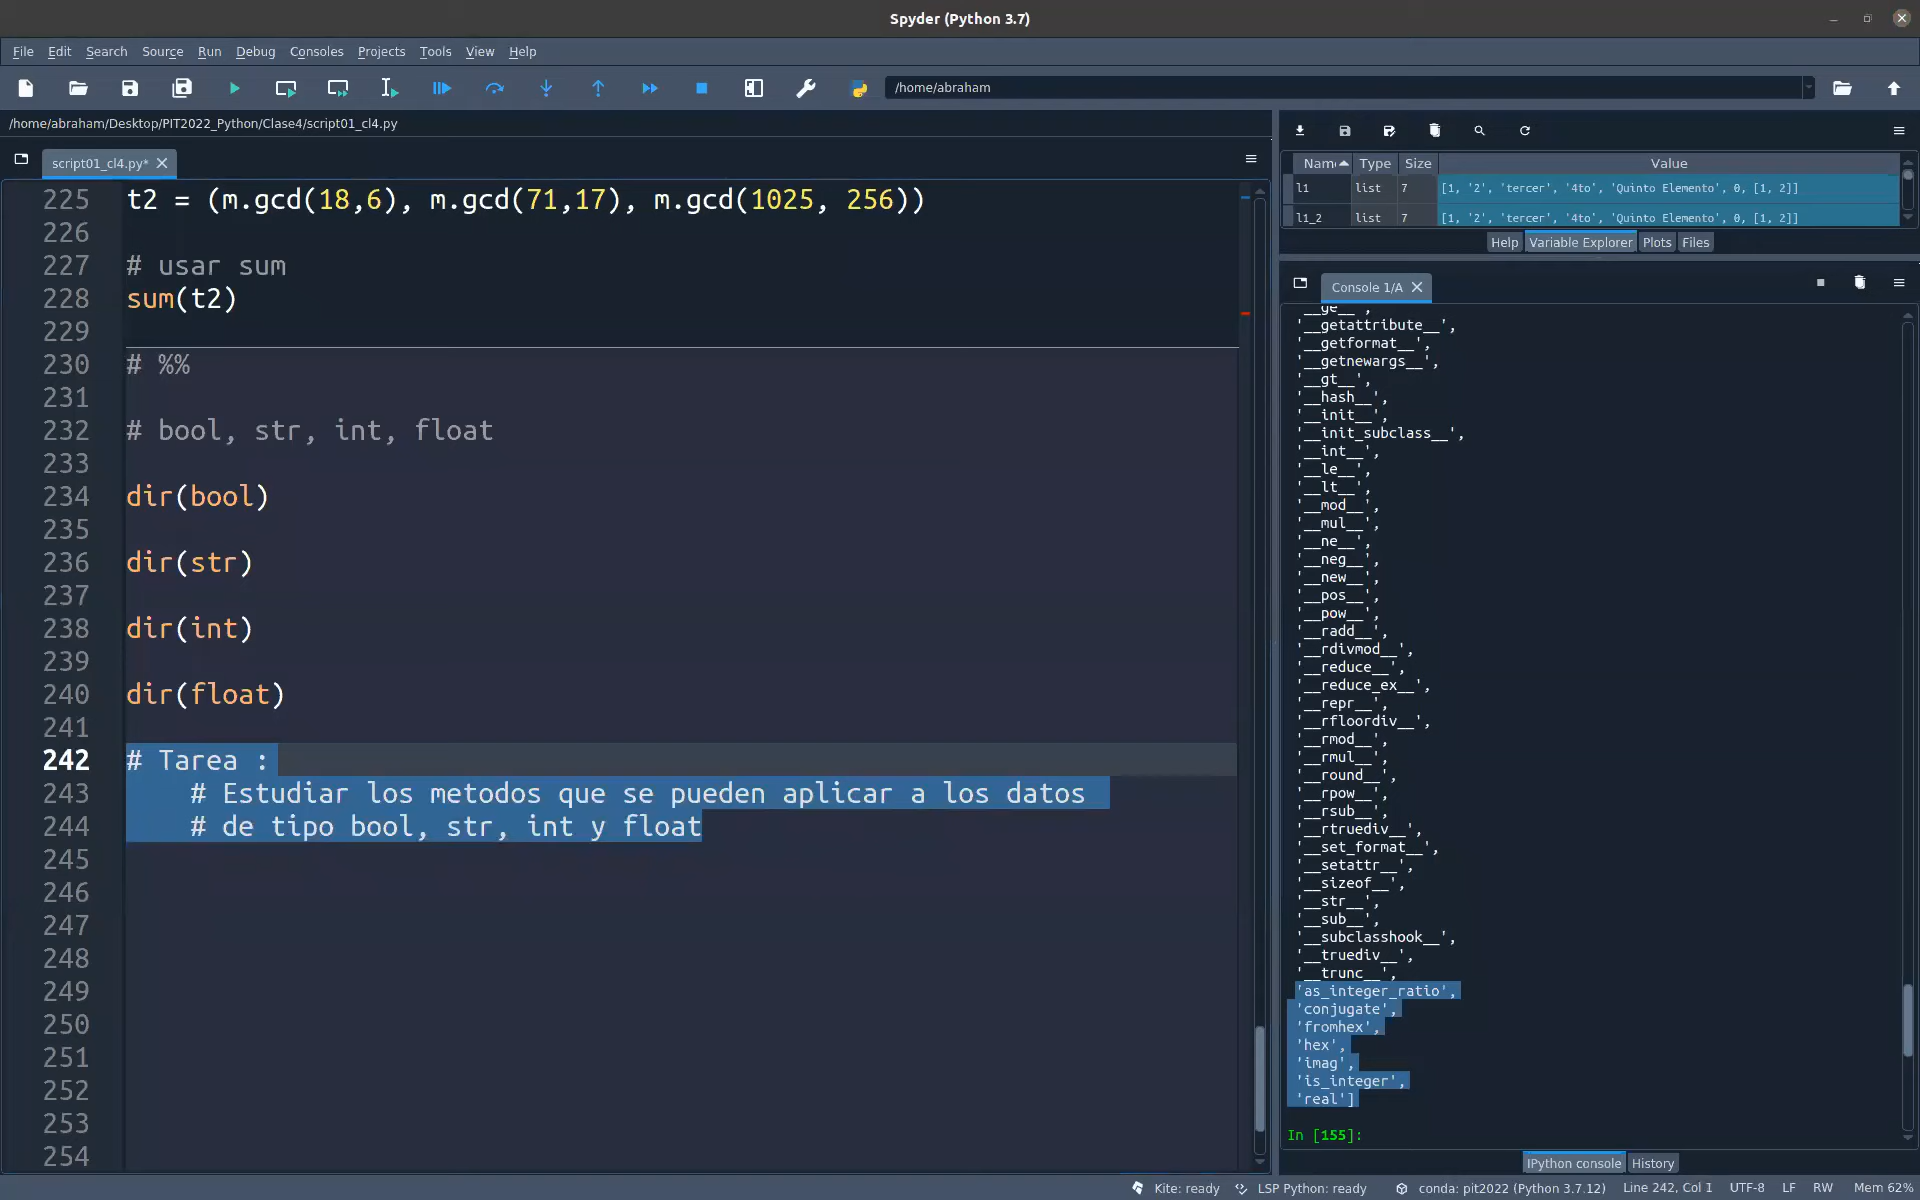 Spyder (Python 3.7)
File Edit Search Source Run Debug Consoles Projects Tools View Help
/home/abraham
/home/abraham/Desktop/PIT2022_Python/Clase4/script01_cl4.py
script01_cl4.py*
225 t2 = (m.gcd(18,6), m.gcd(71,17), m.gcd(1025, 256))
226
227 # usar sum
228 sum(t2)
229
230 # %%
231
232 # bool, str, int, float
233
234 dir(bool)
235
236 dir(str)
237
238 dir(int)
239
240 dir(float)
241
242 # Tarea :
243 # Estudiar los metodos que se pueden aplicar a los datos
244 # de tipo bool, str, int y float
245
246
247
248
249
250
251
252
253
254
Name Type Size Value
l1 list 7 [1, '2', 'tercer', '4to', 'Quinto Elemento', 0, [1, 2]]
l1_2 list 7 [1, '2', 'tercer', '4to', 'Quinto Elemento', 0, [1, 2]]
Help Variable Explorer Plots Files
Console 1/A
'__ge__',
'__getattribute__',
'__getformat__',
'__getnewargs__',
'__gt__',
'__hash__',
'__init__',
'__init_subclass__',
'__int__',
'__le__',
'__lt__',
'__mod__',
'__mul__',
'__ne__',
'__neg__',
'__new__',
'__pos__',
'__pow__',
'__radd__',
'__rdivmod__',
'__reduce__',
'__reduce_ex__',
'__repr__',
'__rfloordiv__',
'__rmod__',
'__rmul__',
'__round__',
'__rpow__',
'__rsub__',
'__rtruediv__',
'__set_format__',
'__setattr__',
'__sizeof__',
'__str__',
'__sub__',
'__subclasshook__',
'__truediv__',
'__trunc__',
'as_integer_ratio',
'conjugate',
'fromhex',
'hex',
'imag',
'is_integer',
'real']
In [155]:
IPython console History
Kite: ready LSP Python: ready conda: pit2022 (Python 3.7.12) Line 242, Col 1 UTF-8 LF RW Mem 62%